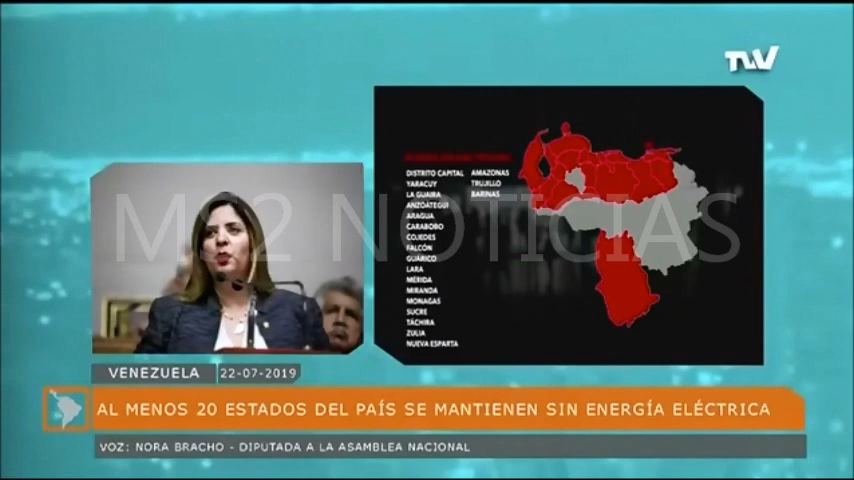 TVV
MS2 NOTICIAS
DISTRITO CAPITAL
YARACUY
LA GUAIRA
ANZOÁTEGUI
ARAGUA
CARABOBO
COJEDES
FALCÓN
GUÁRICO
LARA
MÉRIDA
MIRANDA
MONAGAS
SUCRE
TÁCHIRA
ZULIA
NUEVA ESPARTA
AMAZONAS
TRUJILLO
BARINAS
VENEZUELA
22-07-2019
AL MENOS 20 ESTADOS DEL PAÍS SE MANTIENEN SIN ENERGÍA ELÉCTRICA
VOZ: NORA BRACHO - DIPUTADA A LA ASAMBLEA NACIONAL